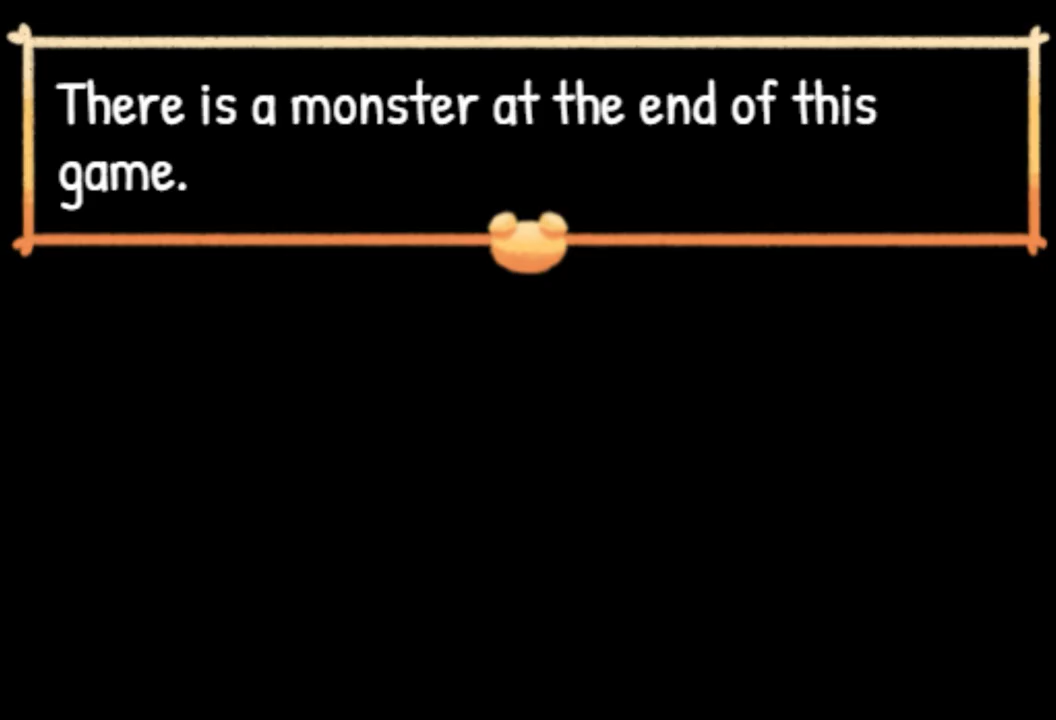 There is a monster at the end of this
game.